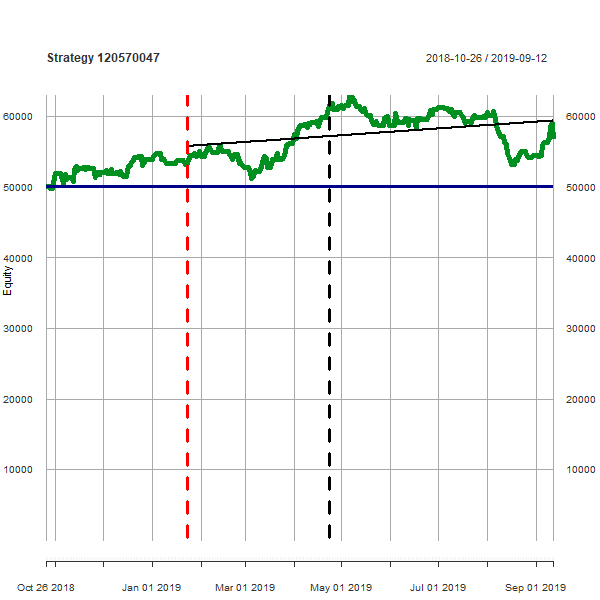 Strategy 120570047
2018-10-26 / 2019-09-12
60000
60000
50000
50000
40000
40000
Equity
30000
30000
20000
20000
10000
10000
Oct 26 2018
Jan 01 2019
Mar 01 2019
May 01 2019
Jul 01 2019
Sep 01 2019